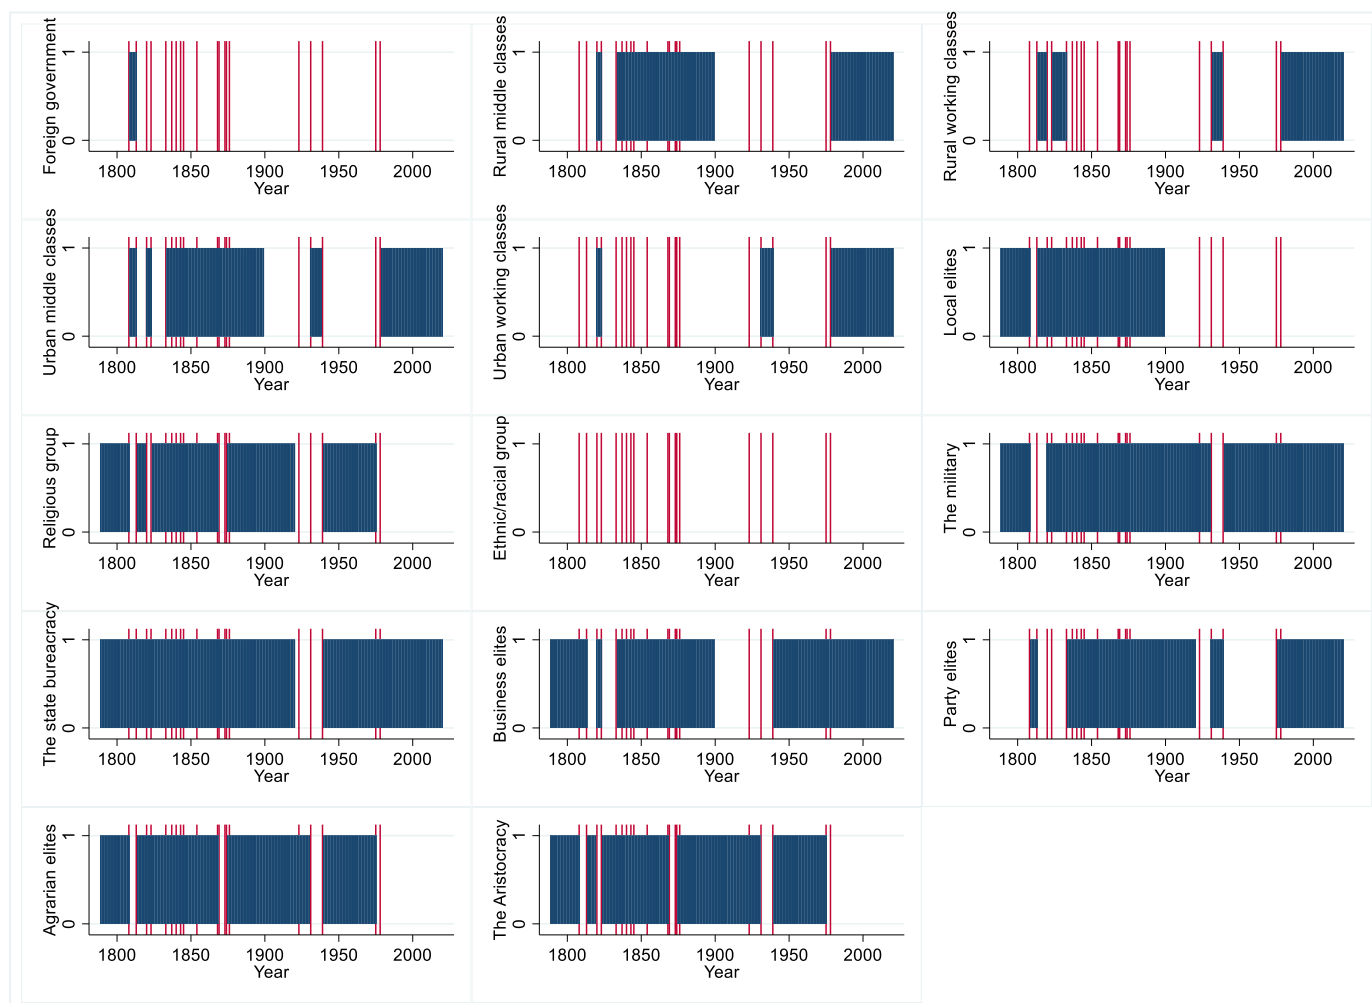 Foreign government
1
0
1800 1850 1900 1950 2000
Year
Rural middle classes
1
0
1800 1850 1900 1950 2000
Year
Rural working classes
1
0
1800 1850 1900 1950 2000
Year
Urban middle classes
1
0
1800 1850 1900 1950 2000
Year
Urban working classes
1
0
1800 1850 1900 1950 2000
Year
Local elites
1
0
1800 1850 1900 1950 2000
Year
Religious group
1
0
1800 1850 1900 1950 2000
Year
Ethnic/racial group
1
0
1800 1850 1900 1950 2000
Year
The military
1
0
1800 1850 1900 1950 2000
Year
The state bureacracy
1
0
1800 1850 1900 1950 2000
Year
Business elites
1
0
1800 1850 1900 1950 2000
Year
Party elites
1
0
1800 1850 1900 1950 2000
Year
Agrarian elites
1
0
1800 1850 1900 1950 2000
Year
The Aristocracy
1
0
1800 1850 1900 1950 2000
Year